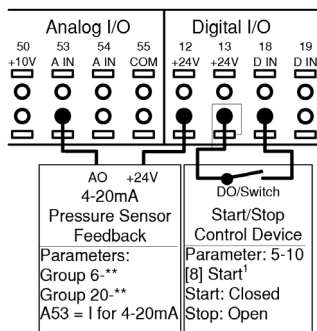 Analog I/O
Digital I/O
50 53 54 55 12 13 18 19
+10V A IN A IN COM +24V +24V D IN D IN
AO +24V
4-20mA
Pressure Sensor
Feedback
Parameters:
Group 6-**
Group 20-**
A53 = I for 4-20mA
DO/Switch
Start/Stop
Control Device
Parameter: 5-10
[8] Start¹
Start: Closed
Stop: Open